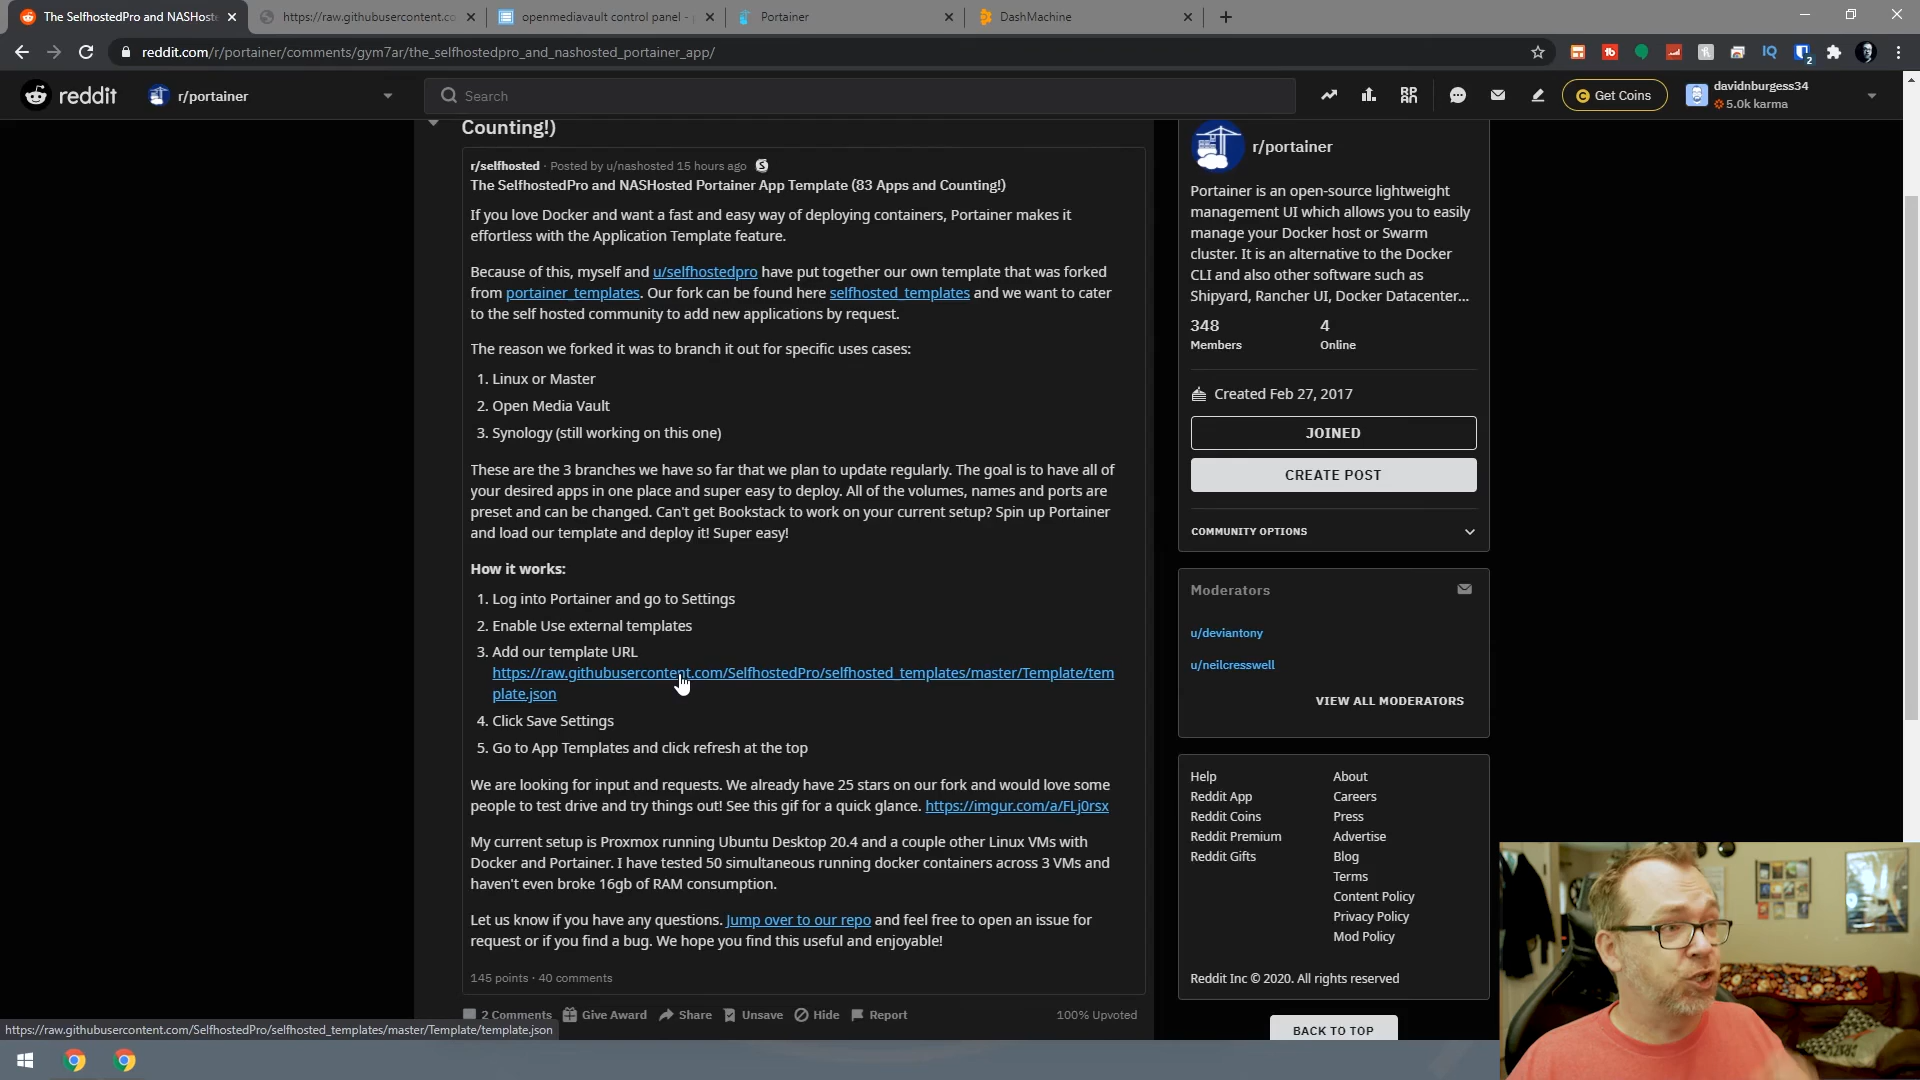 The SelfhostedPro and NASHoste
https://raw.githubusercontent.co
openmediavault control panel -
Portainer
DashMachine
reddit.com/r/portainer/comments/gym7ar/the_selfhostedpro_and_nashosted_portainer_app/
reddit
r/portainer
Search
Get Coins
davidnburgess34
5.0k karma
Counting!)
r/selfhosted · Posted by u/nashosted 15 hours ago
The SelfhostedPro and NASHosted Portainer App Template (83 Apps and Counting!)
If you love Docker and want a fast and easy way of deploying containers, Portainer makes it
effortless with the Application Template feature.
Because of this, myself and u/selfhostedpro have put together our own template that was forked
from portainer_templates. Our fork can be found here selfhosted_templates and we want to cater
to the self hosted community to add new applications by request.
The reason we forked it was to branch it out for specific uses cases:
1. Linux or Master
2. Open Media Vault
3. Synology (still working on this one)
These are the 3 branches we have so far that we plan to update regularly. The goal is to have all of
your desired apps in one place and super easy to deploy. All of the volumes, names and ports are
preset and can be changed. Can't get Bookstack to work on your current setup? Spin up Portainer
and load our template and deploy it! Super easy!
How it works:
1. Log into Portainer and go to Settings
2. Enable Use external templates
3. Add our template URL
https://raw.githubusercontent.com/SelfhostedPro/selfhosted_templates/master/Template/tem
plate.json
4. Click Save Settings
5. Go to App Templates and click refresh at the top
We are looking for input and requests. We already have 25 stars on our fork and would love some
people to test drive and try things out! See this gif for a quick glance. https://imgur.com/a/FLj0rsx
My current setup is Proxmox running Ubuntu Desktop 20.4 and a couple other Linux VMs with
Docker and Portainer. I have tested 50 simultaneous running docker containers across 3 VMs and
haven't even broke 16gb of RAM consumption.
Let us know if you have any questions. Jump over to our repo and feel free to open an issue for
request or if you find a bug. We hope you find this useful and enjoyable!
145 points · 40 comments
2 Comments
Give Award
Share
Unsave
Hide
Report
100% Upvoted
https://raw.githubusercontent.com/SelfhostedPro/selfhosted_templates/master/Template/template.json
r/portainer
Portainer is an open-source lightweight
management UI which allows you to easily
manage your Docker host or Swarm
cluster. It is an alternative to the Docker
CLI and also other software such as
Shipyard, Rancher UI, Docker Datacenter...
348
4
Members
Online
Created Feb 27, 2017
JOINED
CREATE POST
COMMUNITY OPTIONS
Moderators
u/deviantony
u/neilcresswell
VIEW ALL MODERATORS
Help
About
Reddit App
Careers
Reddit Coins
Press
Reddit Premium
Advertise
Reddit Gifts
Blog
Terms
Content Policy
Privacy Policy
Mod Policy
Reddit Inc © 2020. All rights reserved
BACK TO TOP